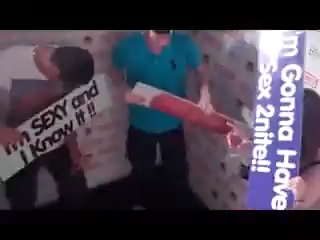 I'm SEXY and
I Know It!!
I'm Gonna Have
Sex 2nite!!